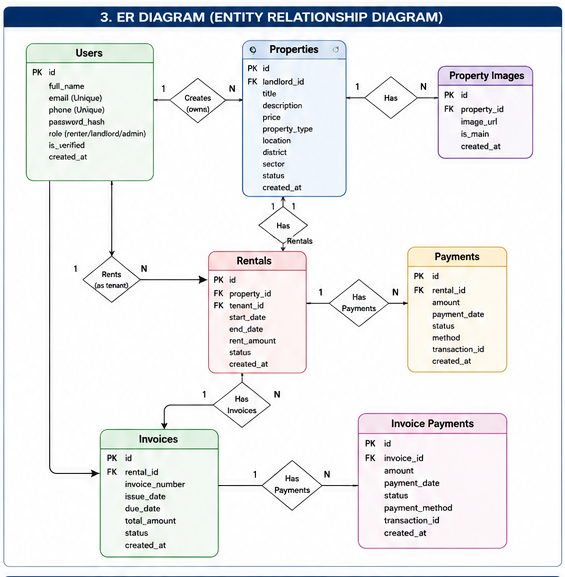 3. ER DIAGRAM (ENTITY RELATIONSHIP DIAGRAM)
Users
PK id
full_name
email (Unique)
phone (Unique)
password_hash
role (renter/landlord/admin)
is_verified
created_at
1
Creates
(owns)
N
Properties
PK id
FK landlord_id
title
description
price
property_type
location
district
sector
status
created_at
1
Has
N
Property Images
PK id
FK property_id
image_url
is_main
created_at
1 1
Has
Rentals
1
Rents
(as tenant)
N
Rentals
PK id
FK property_id
FK tenant_id
start_date
end_date
rent_amount
status
created_at
1
Has
Payments
N
Payments
PK id
FK rental_id
amount
payment_date
status
method
transaction_id
created_at
1
Has
Invoices
N
Invoices
PK id
FK rental_id
invoice_number
issue_date
due_date
total_amount
status
created_at
1
Has
Payments
N
Invoice Payments
PK id
FK invoice_id
amount
payment_date
status
payment_method
transaction_id
created_at